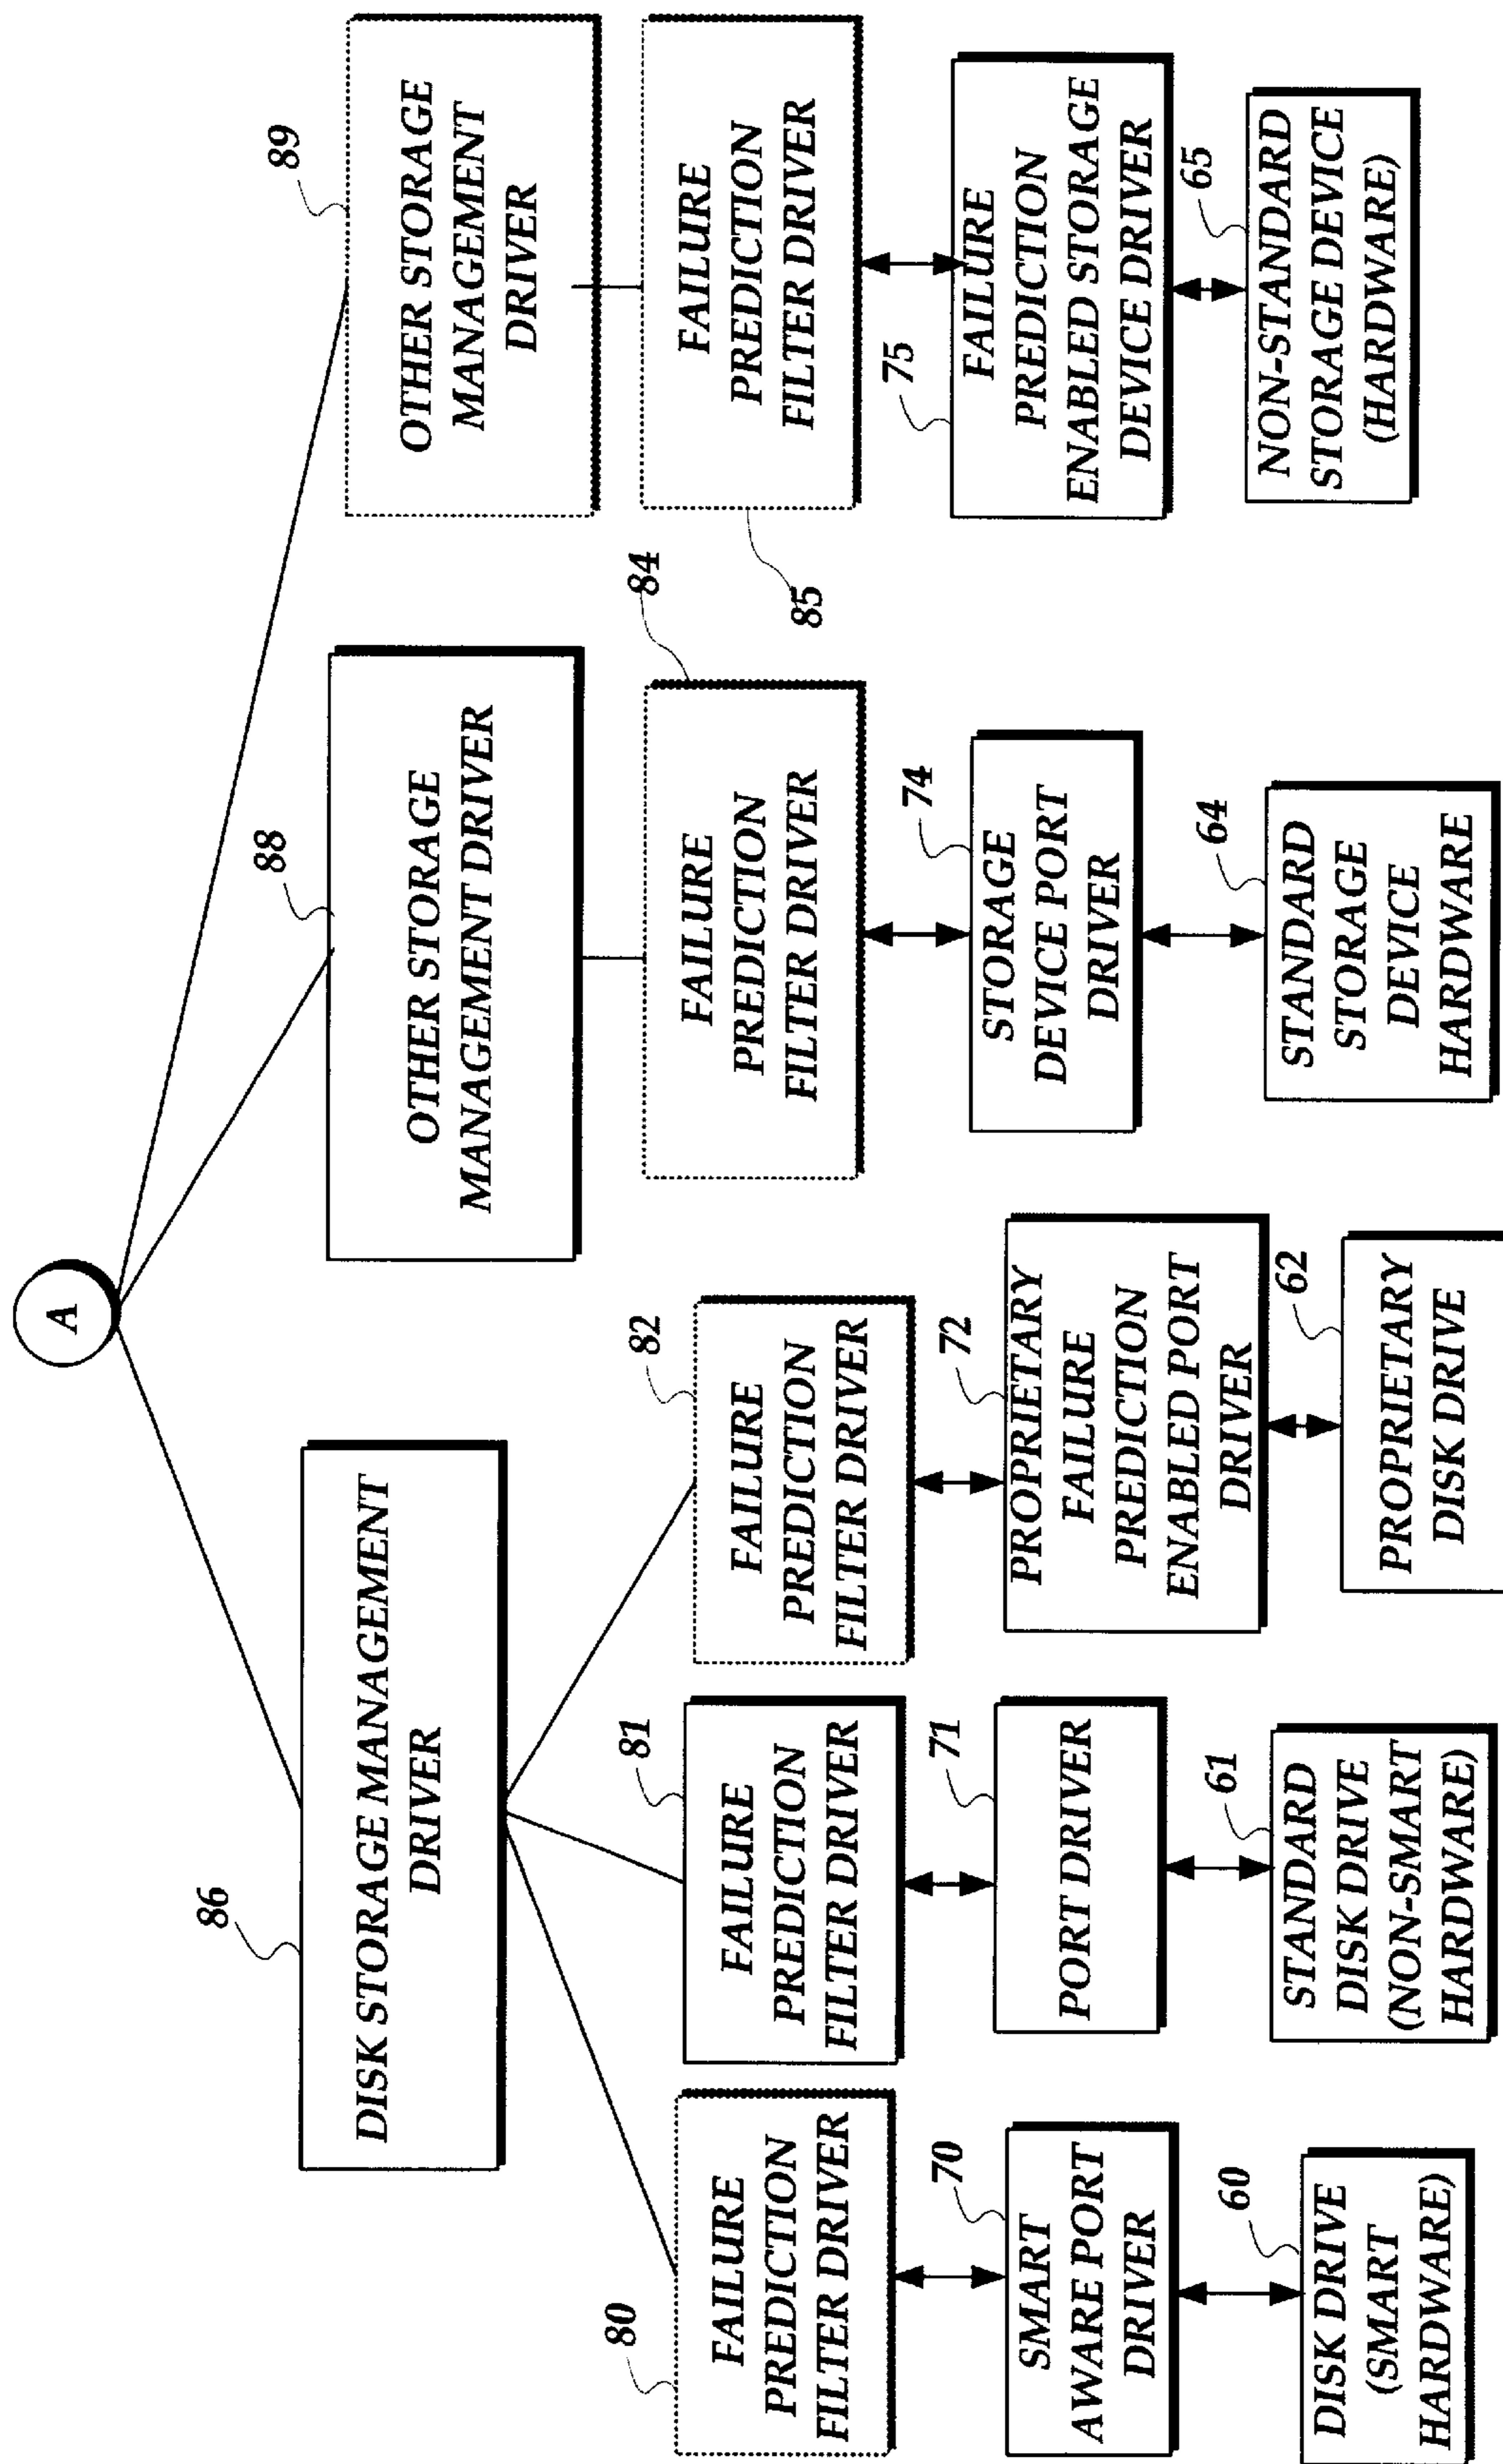 A
86
DISK STORAGE MANAGEMENT
DRIVER
88
OTHER STORAGE
MANAGEMENT DRIVER
89
OTHER STORAGE
MANAGEMENT
DRIVER
80
FAILURE
PREDICTION
FILTER DRIVER
81
FAILURE
PREDICTION
FILTER DRIVER
82
FAILURE
PREDICTION
FILTER DRIVER
84
FAILURE
PREDICTION
FILTER DRIVER
85
FAILURE
PREDICTION
FILTER DRIVER
70
SMART
AWARE PORT
DRIVER
71
PORT DRIVER
72
PROPRIETARY
FAILURE
PREDICTION
ENABLED PORT
DRIVER
74
STORAGE
DEVICE PORT
DRIVER
75
FAILURE
PREDICTION
ENABLED STORAGE
DEVICE DRIVER
60
DISK DRIVE
(SMART
HARDWARE)
61
STANDARD
DISK DRIVE
(NON-SMART
HARDWARE)
62
PROPRIETARY
DISK DRIVE
64
STANDARD
STORAGE
DEVICE
HARDWARE
65
NON-STANDARD
STORAGE DEVICE
(HARDWARE)